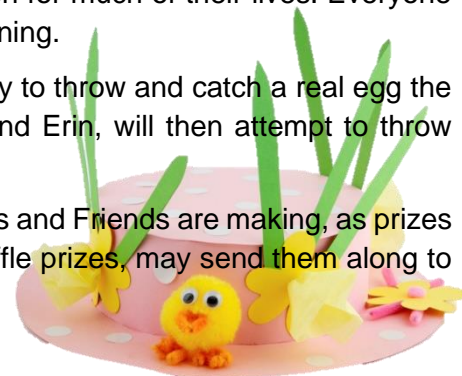 for much of their lives. Everyone
ning.
y to throw and catch a real egg the
nd Erin, will then attempt to throw
s and Friends are making, as prizes
ffle prizes, may send them along to